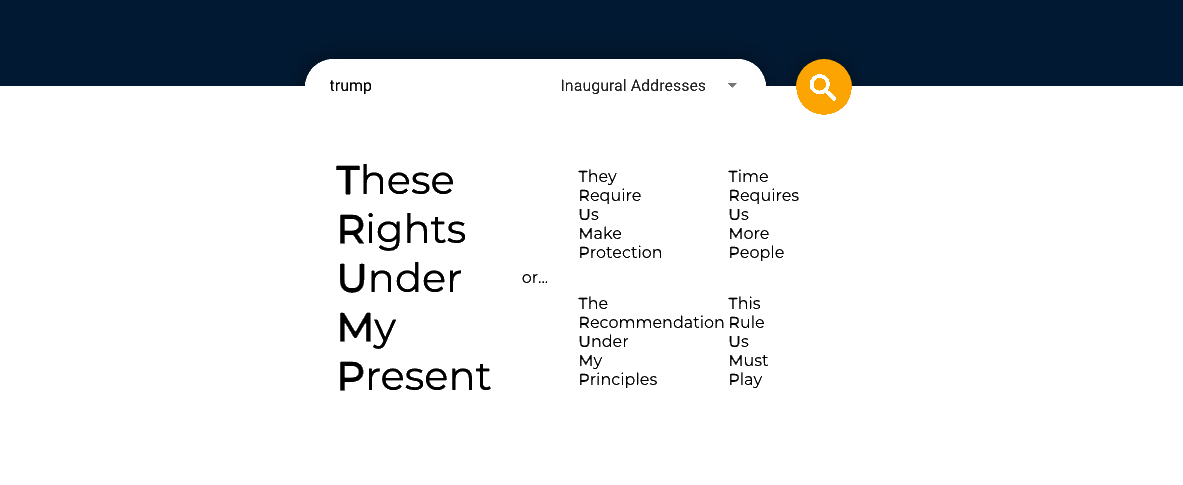 trump
Inaugural Addresses
These
Rights
Under
My
Present
or...
They
Require
Us
Make
Protection
Time
Requires
Us
More
People
The
Recommendation
Under
My
Principles
This
Rule
Us
Must
Play